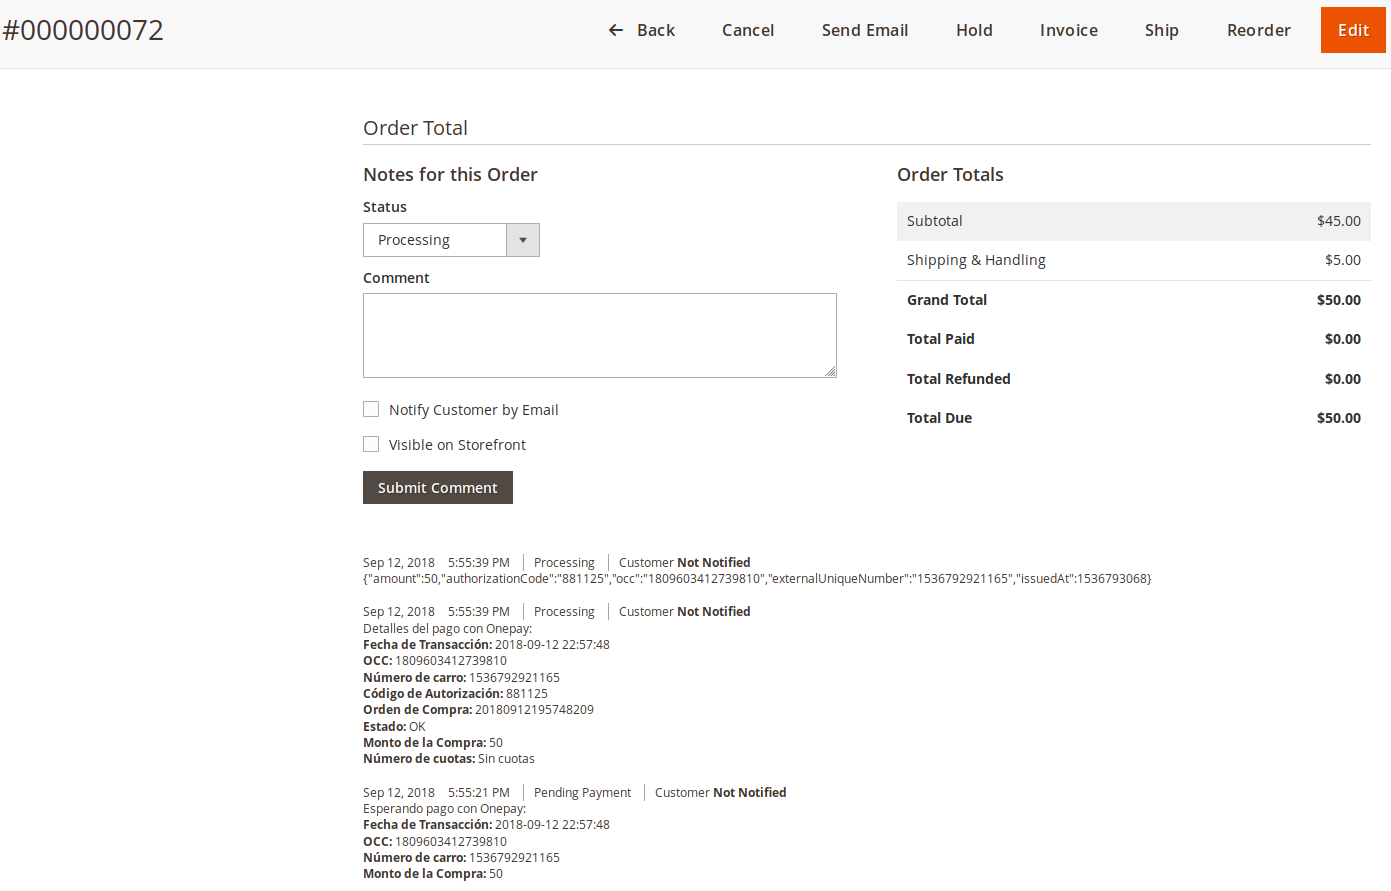 #000000072
Back Cancel Send Email Hold Invoice Ship Reorder Edit
Order Total
Notes for this Order
Status
Processing
Comment
Notify Customer by Email
Visible on Storefront
Submit Comment
Order Totals
Subtotal $45.00
Shipping & Handling $5.00
Grand Total $50.00
Total Paid $0.00
Total Refunded $0.00
Total Due $50.00
Sep 12, 2018 5:55:39 PM Processing Customer Not Notified
{"amount":50,"authorizationCode":"881125","occ":"1809603412739810","externalUniqueNumber":"1536792921165","issuedAt":1536793068}
Sep 12, 2018 5:55:39 PM Processing Customer Not Notified
Detalles del pago con Onepay:
Fecha de Transacción: 2018-09-12 22:57:48
OCC: 1809603412739810
Número de carro: 1536792921165
Código de Autorización: 881125
Orden de Compra: 20180912195748209
Estado: OK
Monto de la Compra: 50
Número de cuotas: Sin cuotas
Sep 12, 2018 5:55:21 PM Pending Payment Customer Not Notified
Esperando pago con Onepay:
Fecha de Transacción: 2018-09-12 22:57:48
OCC: 1809603412739810
Número de carro: 1536792921165
Monto de la Compra: 50